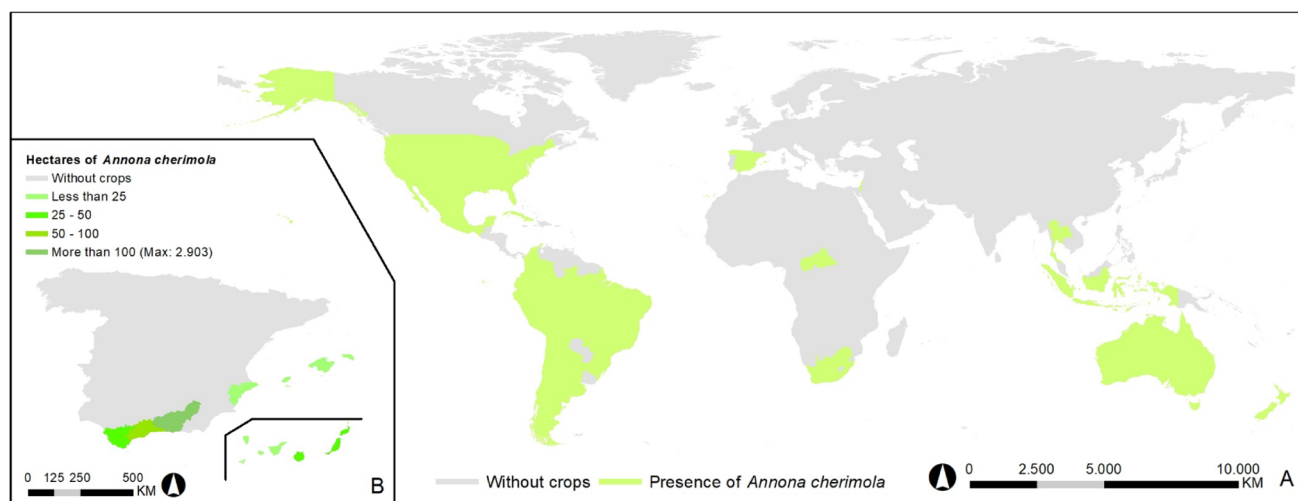 Hectares of Annona cherimola
Without crops
Less than 25
25 - 50
50 - 100
More than 100 (Max: 2.903)
0 125 250 500
KM
B
Without crops
Presence of Annona cherimola
0 2.500 5.000 10.000
KM
A